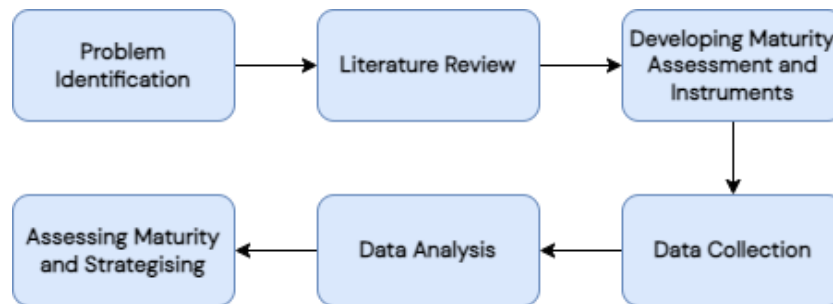 Problem
Identification
Literature Review
Developing Maturity
Assessment and
Instruments
Data Collection
Data Analysis
Assessing Maturity
and Strategising